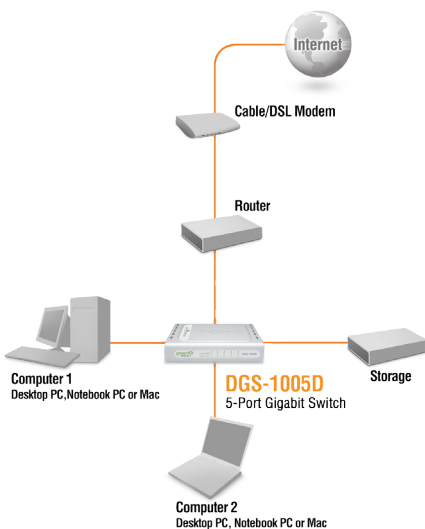 Internet
Cable/DSL Modem
Router
DGS-1005D
5-Port Gigabit Switch
Storage
Computer 1
Desktop PC,Notebook PC or Mac
Computer 2
Desktop PC, Notebook PC or Mac